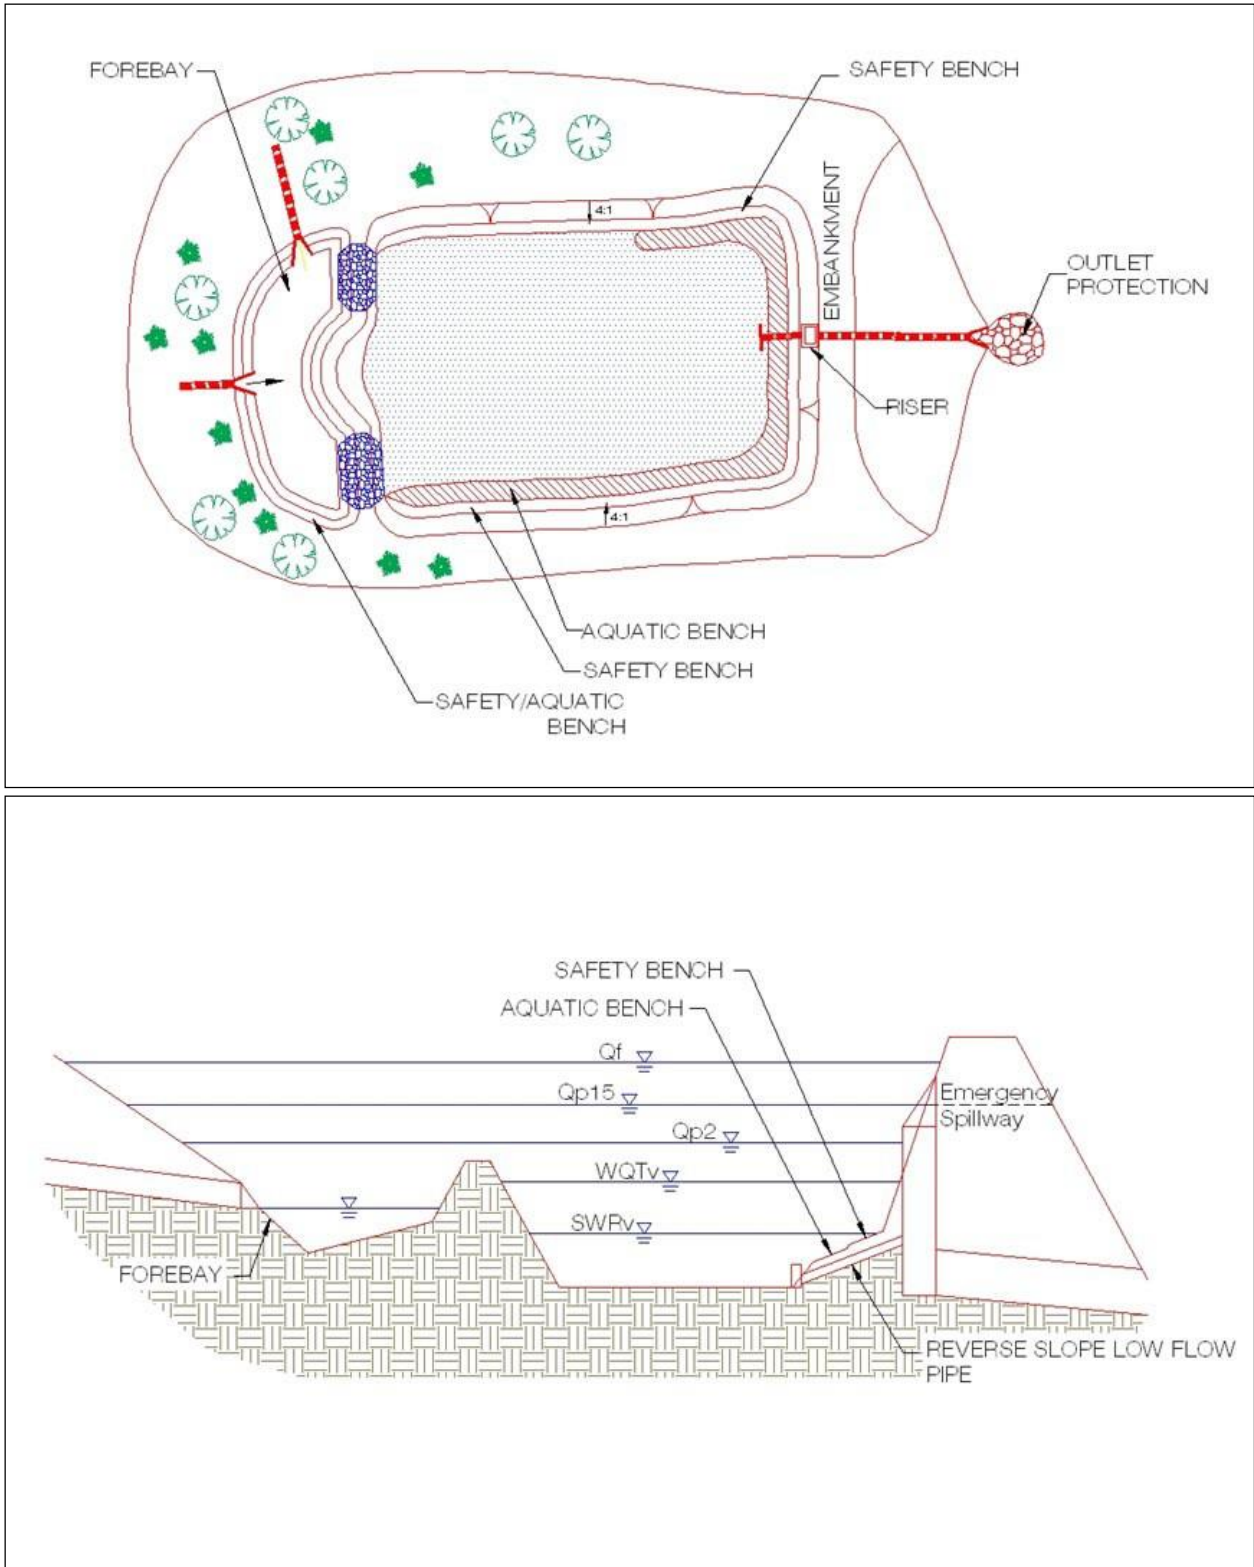 FOREBAY
SAFETY BENCH
4:1
EMBANKMENT
OUTLET
PROTECTION
RISER
4:1
AQUATIC BENCH
SAFETY BENCH
SAFETY/AQUATIC
BENCH
SAFETY BENCH
AQUATIC BENCH
Qf
Qp15
Emergency
Spillway
Qp2
WQTv
SWRv
FOREBAY
REVERSE SLOPE LOW FLOW
PIPE